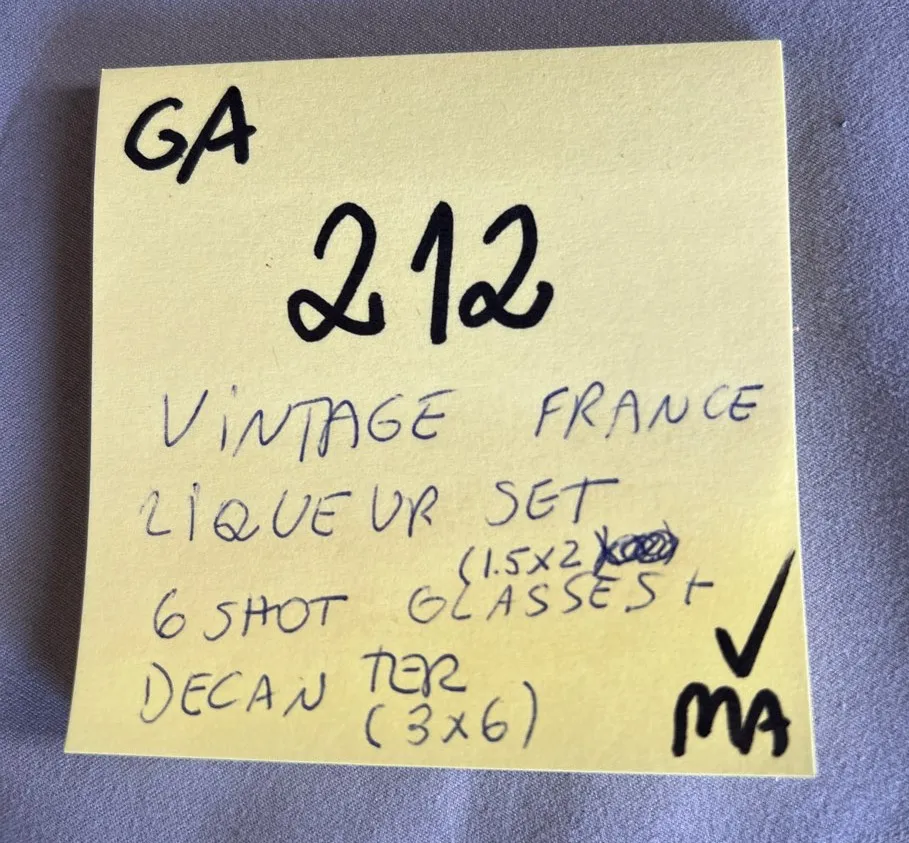 GA
212
VINTAGE FRANCE
LIQUEUR SET
(1.5x2)
6 SHOT GLASSES +
DECANTER
(3x6)
✓
MA